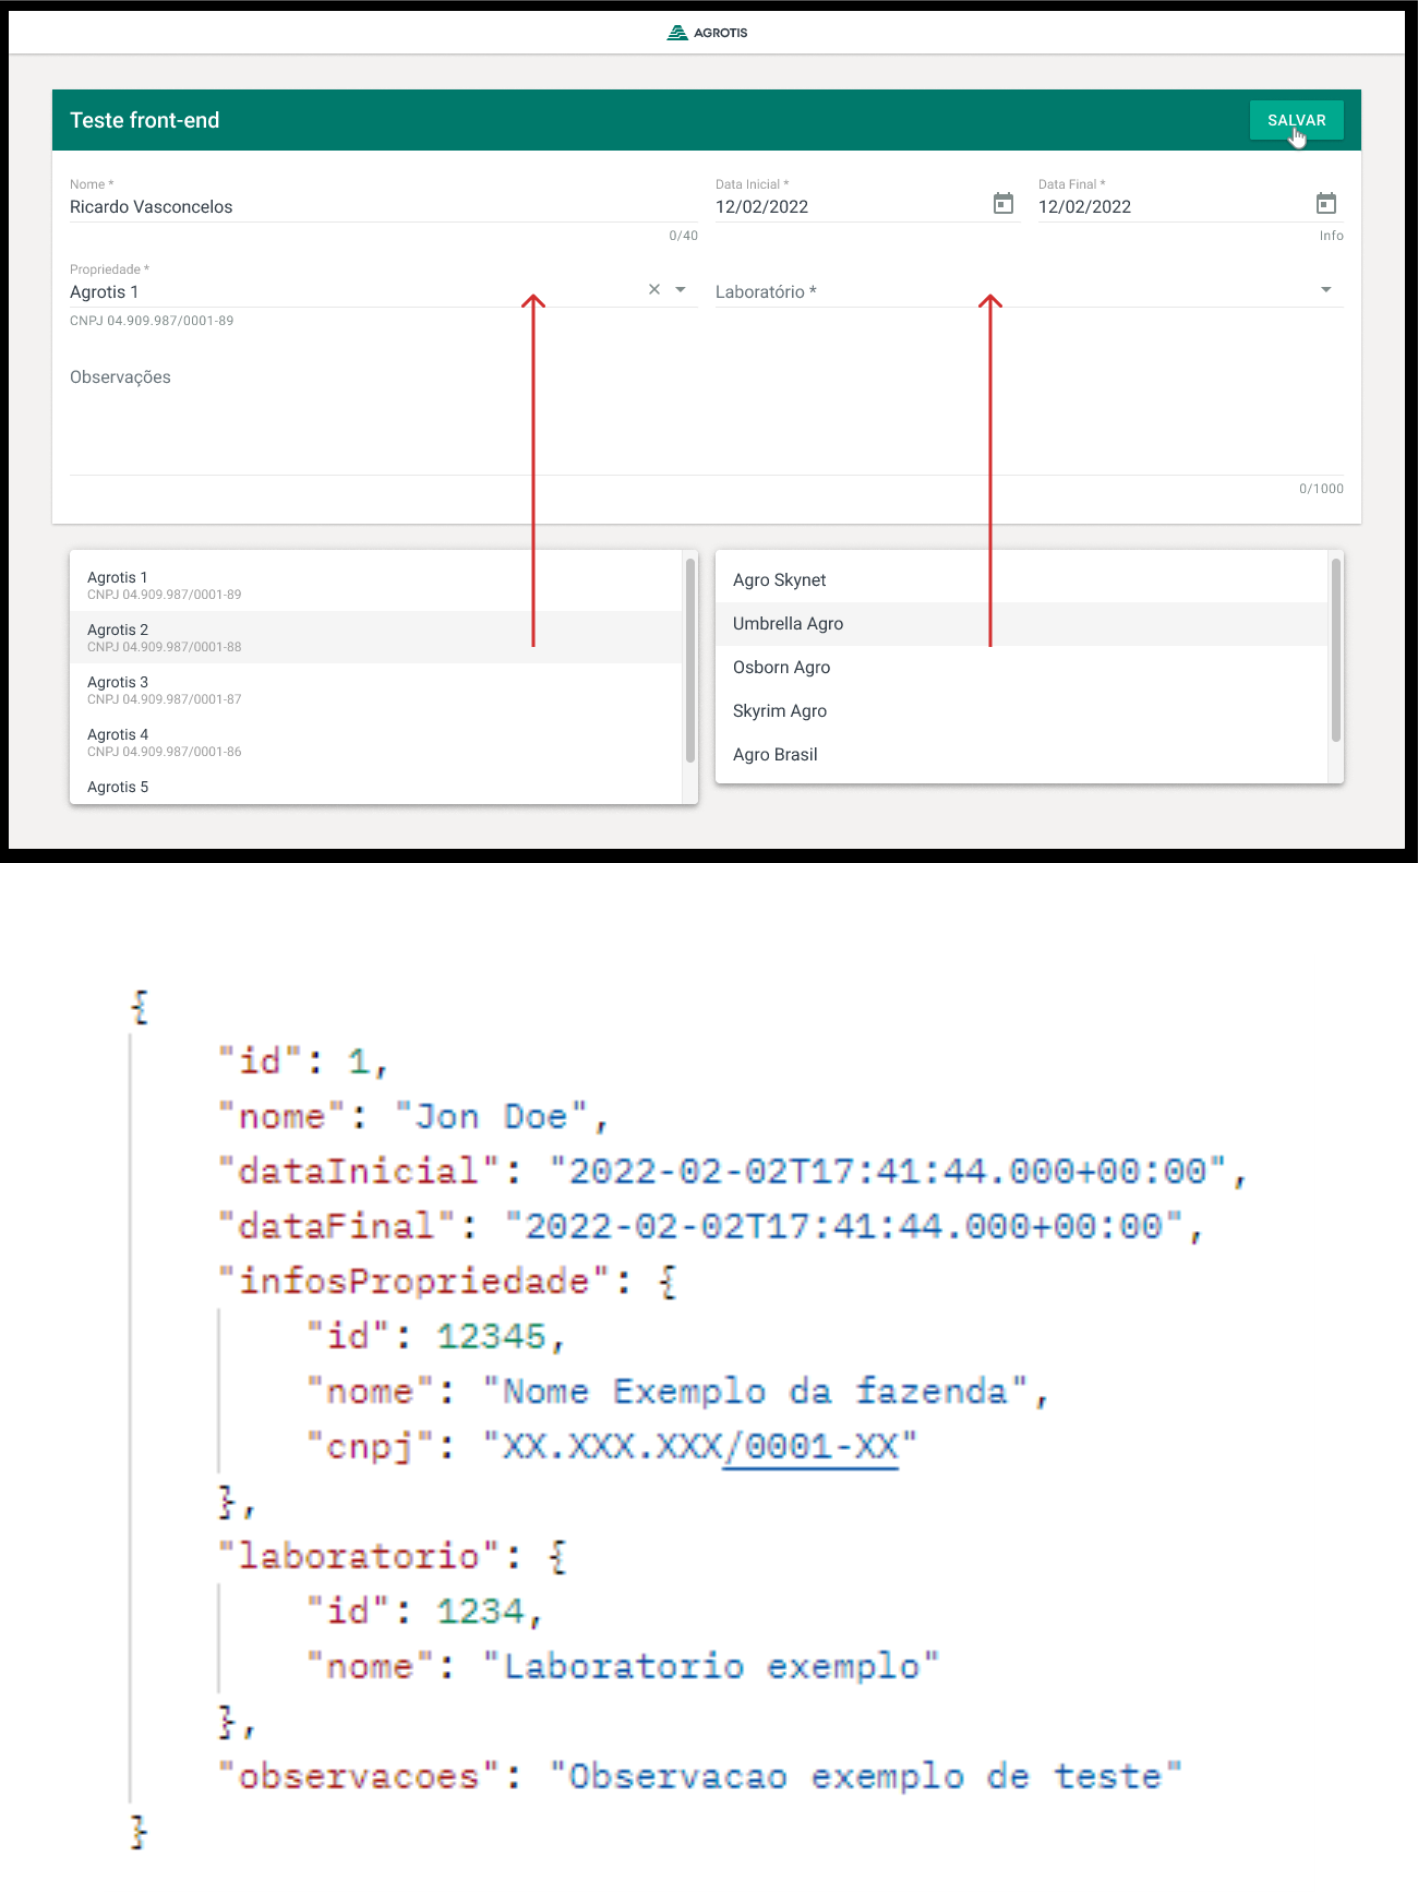 AGROTIS
Teste front-end
SALVAR
Nome *
Ricardo Vasconcelos
0/40
Data Inicial *
12/02/2022
Data Final *
12/02/2022
Info
Propriedade *
Agrotis 1
CNPJ 04.909.987/0001-89
Laboratório *
Observações
0/1000
Agrotis 1
CNPJ 04.909.987/0001-89
Agrotis 2
CNPJ 04.909.987/0001-88
Agrotis 3
CNPJ 04.909.987/0001-87
Agrotis 4
CNPJ 04.909.987/0001-86
Agrotis 5
Agro Skynet
Umbrella Agro
Osborn Agro
Skyrim Agro
Agro Brasil
{
"id": 1,
"nome": "Jon Doe",
"dataInicial": "2022-02-02T17:41:44.000+00:00",
"dataFinal": "2022-02-02T17:41:44.000+00:00",
"infosPropriedade": {
"id": 12345,
"nome": "Nome Exemplo da fazenda",
"cnpj": "XX.XXX.XXX/0001-XX"
},
"laboratorio": {
"id": 1234,
"nome": "Laboratorio exemplo"
},
"observacoes": "Observacao exemplo de teste"
}